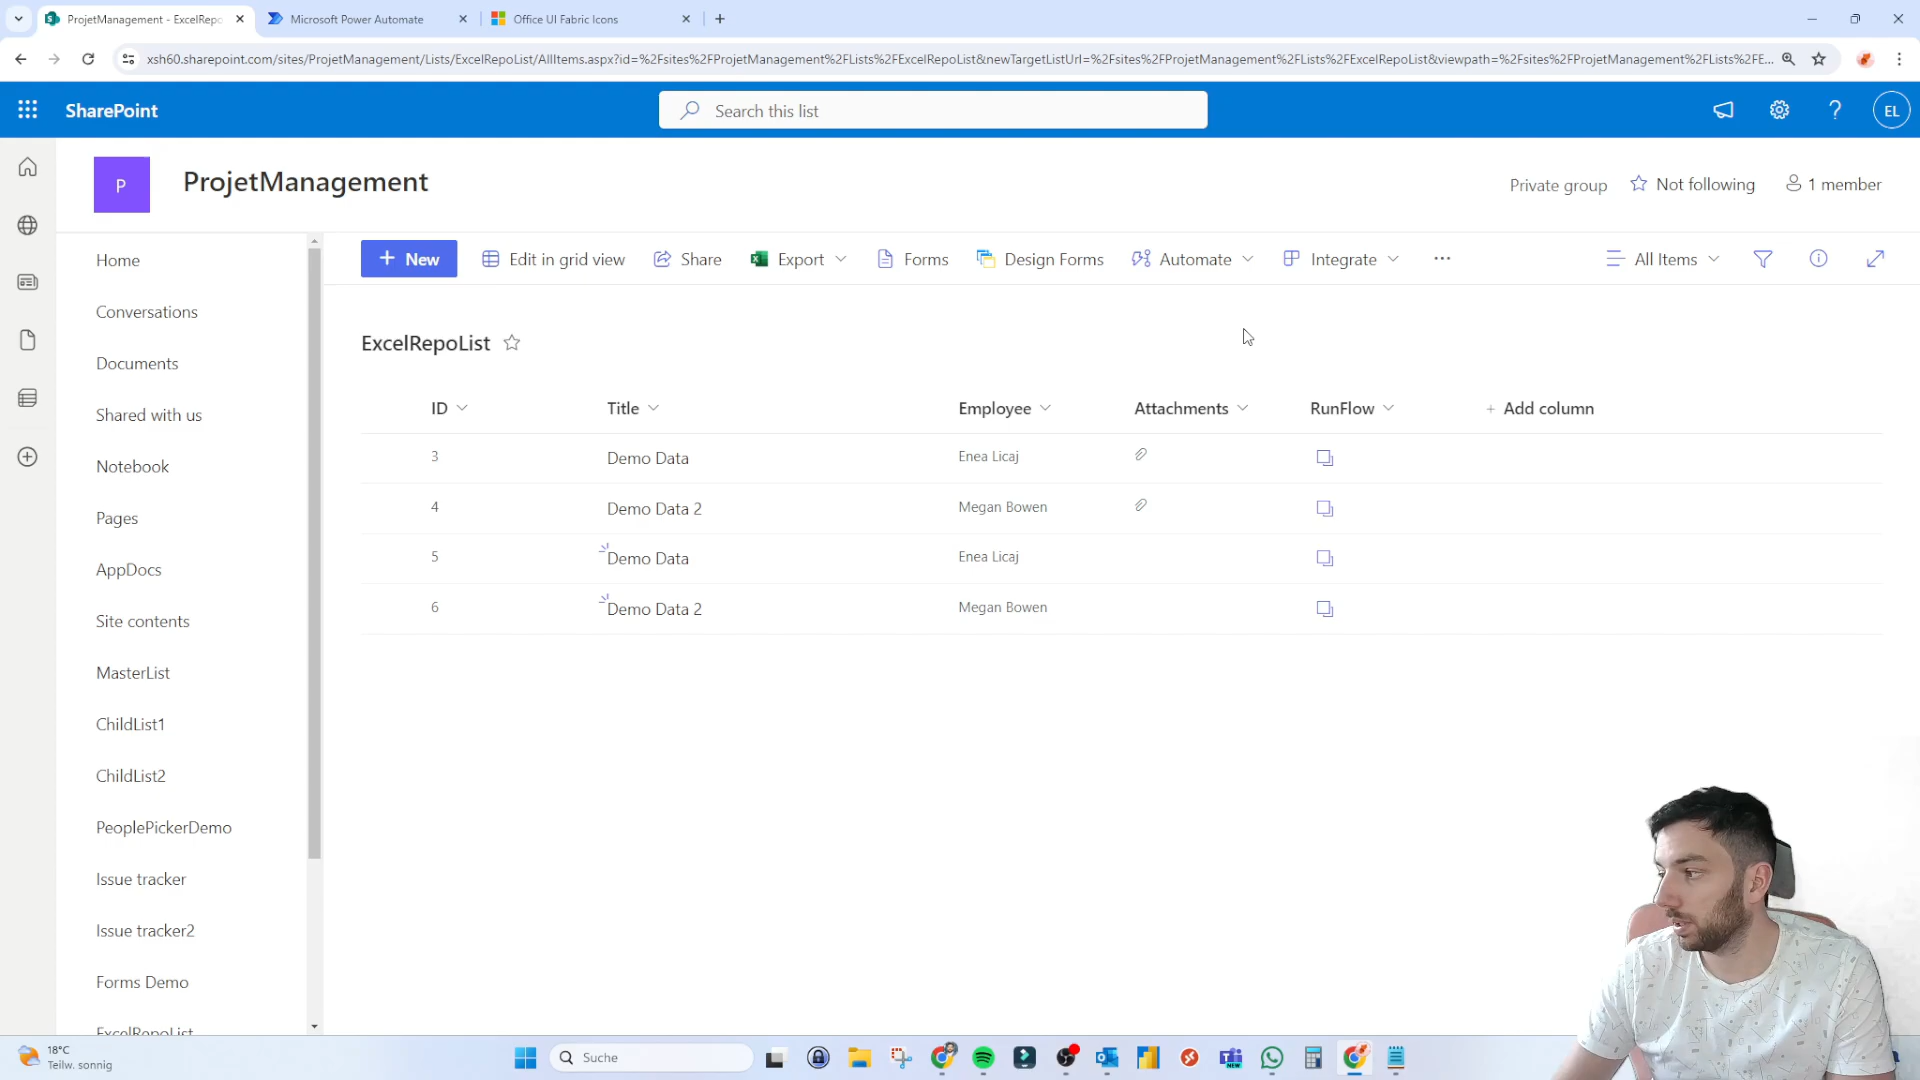 ProjetManagement - ExcelRepo
Microsoft Power Automate
Office UI Fabric Icons
xsh60.sharepoint.com/sites/ProjetManagement/Lists/ExcelRepoList/AllItems.aspx?id=%2Fsites%2FProjetManagement%2FLists%2FExcelRepoList&newTargetListUrl=%2Fsites%2FProjetManagement%2FLists%2FExcelRepoList&viewpath=%2Fsites%2FProjetManagement%2FLists%2FE...
SharePoint
Search this list
EL
P
ProjetManagement
Private group
Not following
1 member
Home
Conversations
Documents
Shared with us
Notebook
Pages
AppDocs
Site contents
MasterList
ChildList1
ChildList2
PeoplePickerDemo
Issue tracker
Issue tracker2
Forms Demo
ExcelRepoList
+ New
Edit in grid view
Share
Export
Forms
Design Forms
Automate
Integrate
...
All Items
ExcelRepoList
ID Title Employee Attachments RunFlow + Add column
3 Demo Data Enea Licaj
4 Demo Data 2 Megan Bowen
5 Demo Data Enea Licaj
6 Demo Data 2 Megan Bowen
18°C
Teilw. sonnig
Suche
NEW